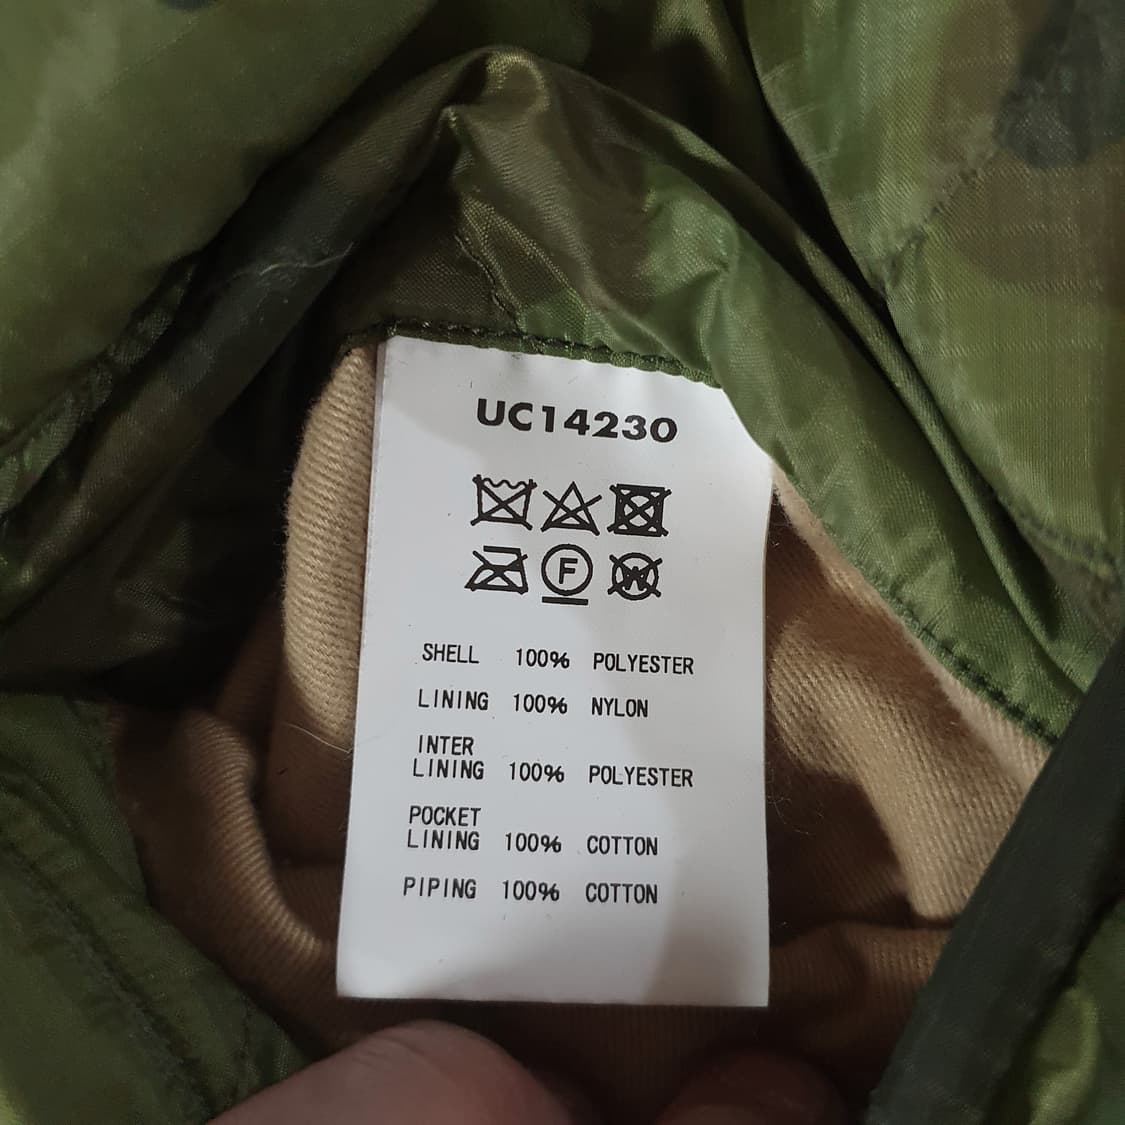 UC14230
F
W
SHELL 100% POLYESTER
LINING 100% NYLON
INTER
LINING 100% POLYESTER
POCKET
LINING 100% COTTON
PIPING 100% COTTON